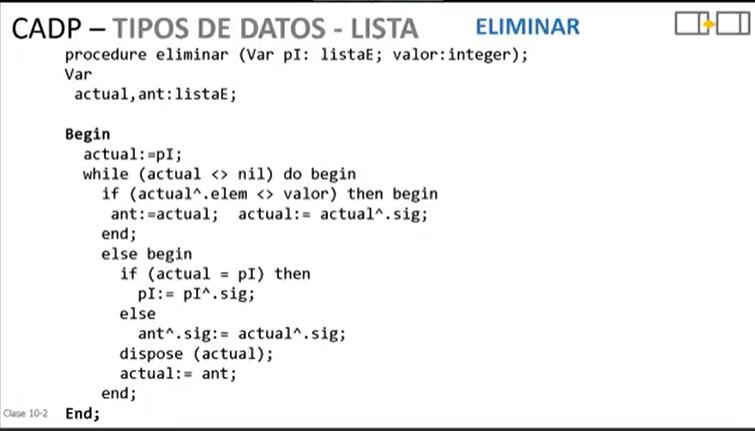 CADP – TIPOS DE DATOS - LISTA ELIMINAR
procedure eliminar (Var pI: listaE; valor:integer);
Var
actual,ant:listaE;
Begin
actual:=pI;
while (actual <> nil) do begin
if (actual^.elem <> valor) then begin
ant:=actual; actual:= actual^.sig;
end;
else begin
if (actual = pI) then
pI:= pI^.sig;
else
ant^.sig:= actual^.sig;
dispose (actual);
actual:= ant;
end;
Clase 10-2 End;